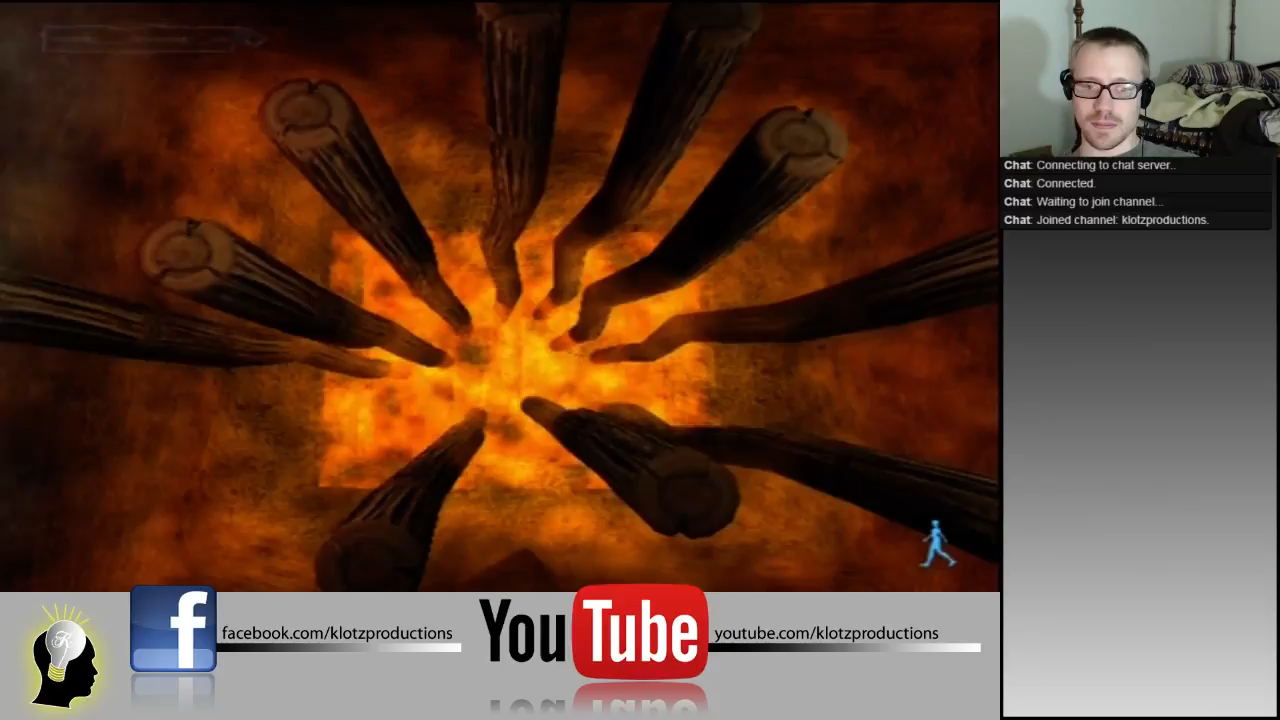 Chat: Connecting to chat server..
Chat: Connected.
Chat: Waiting to join channel...
Chat: Joined channel: klotzproductions.
f
facebook.com/klotzproductions
YouTube
youtube.com/klotzproductions